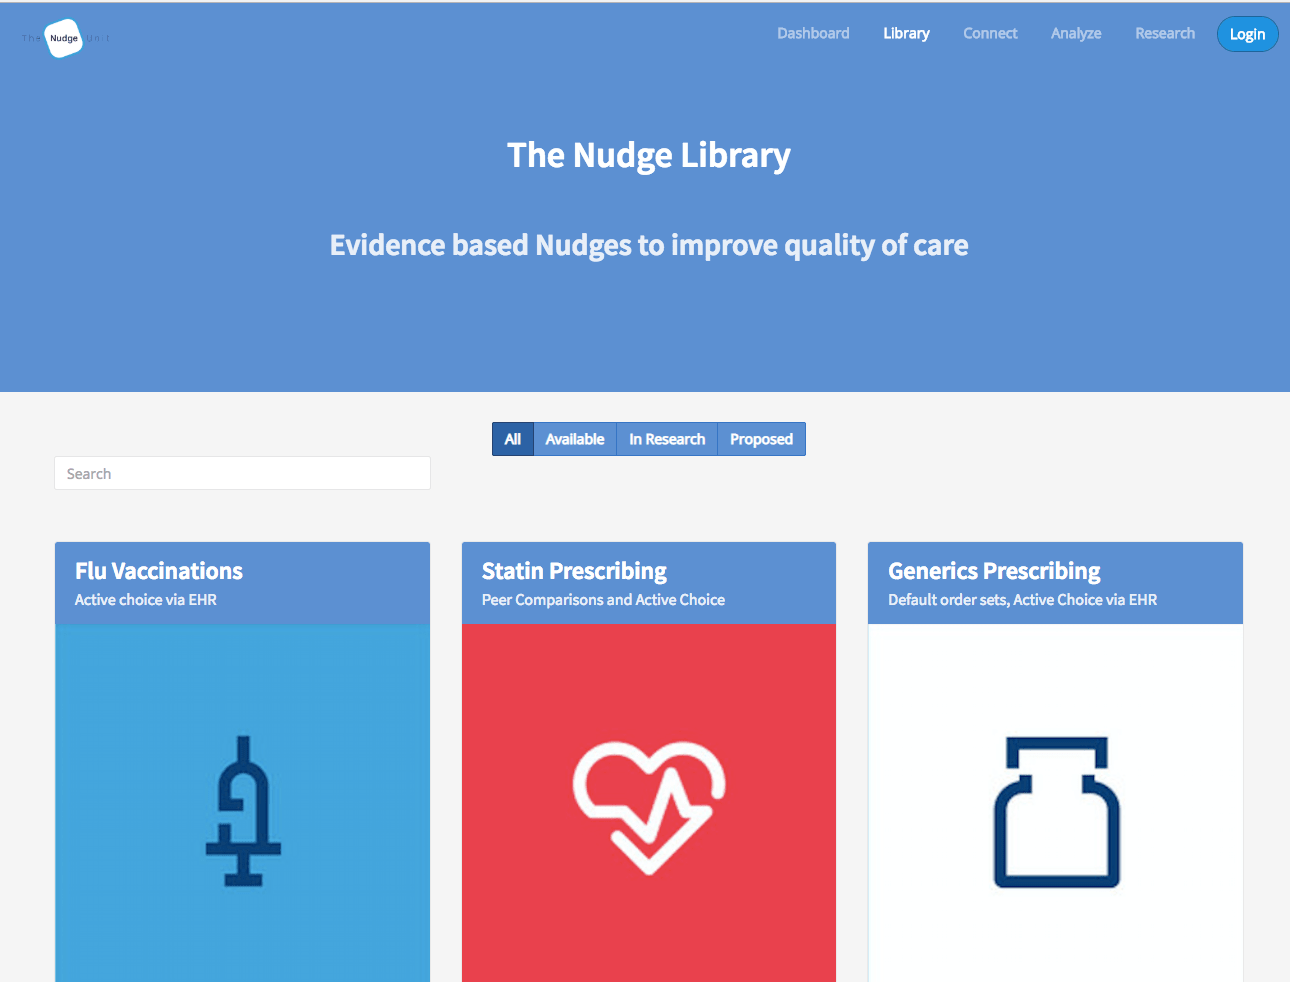 The Nudge Unit
Dashboard Library Connect Analyze Research Login
The Nudge Library
Evidence based Nudges to improve quality of care
All Available In Research Proposed
Search
Flu Vaccinations
Active choice via EHR
Statin Prescribing
Peer Comparisons and Active Choice
Generics Prescribing
Default order sets, Active Choice via EHR